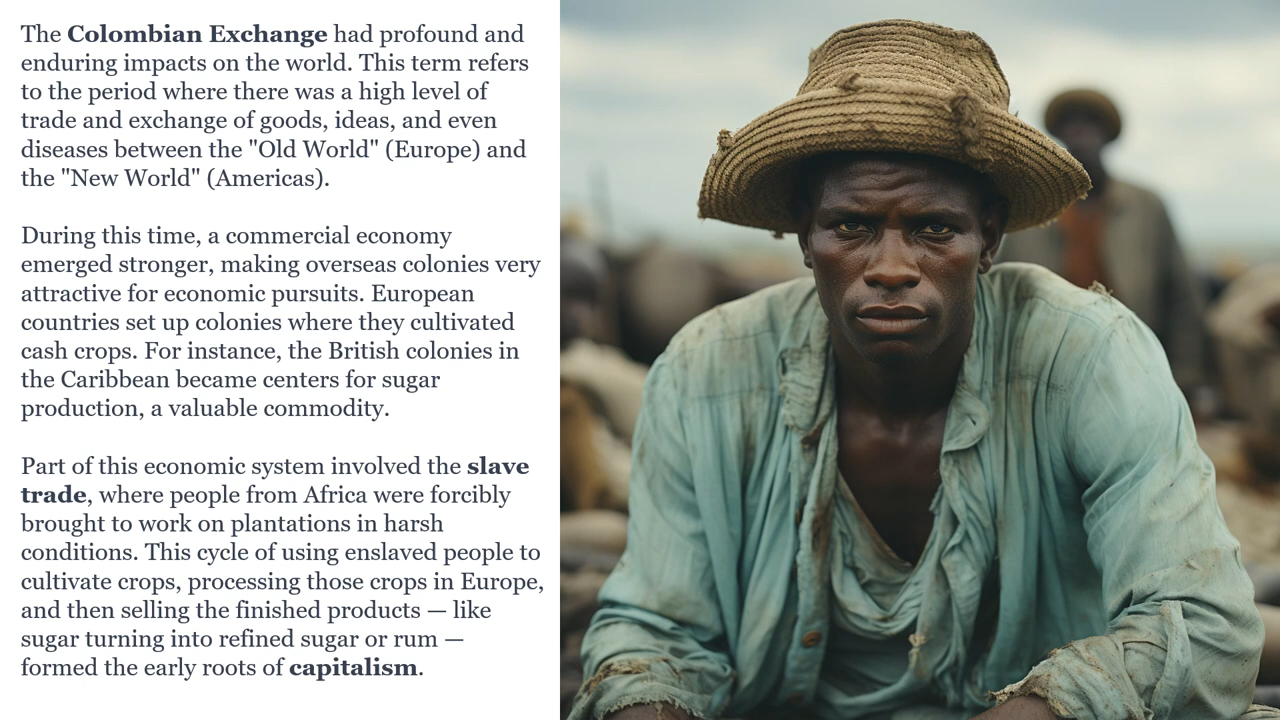 The Colombian Exchange had profound and
enduring impacts on the world. This term refers
to the period where there was a high level of
trade and exchange of goods, ideas, and even
diseases between the "Old World" (Europe) and
the "New World" (Americas).
During this time, a commercial economy
emerged stronger, making overseas colonies very
attractive for economic pursuits. European
countries set up colonies where they cultivated
cash crops. For instance, the British colonies in
the Caribbean became centers for sugar
production, a valuable commodity.
Part of this economic system involved the slave
trade, where people from Africa were forcibly
brought to work on plantations in harsh
conditions. This cycle of using enslaved people to
cultivate crops, processing those crops in Europe,
and then selling the finished products — like
sugar turning into refined sugar or rum —
formed the early roots of capitalism.